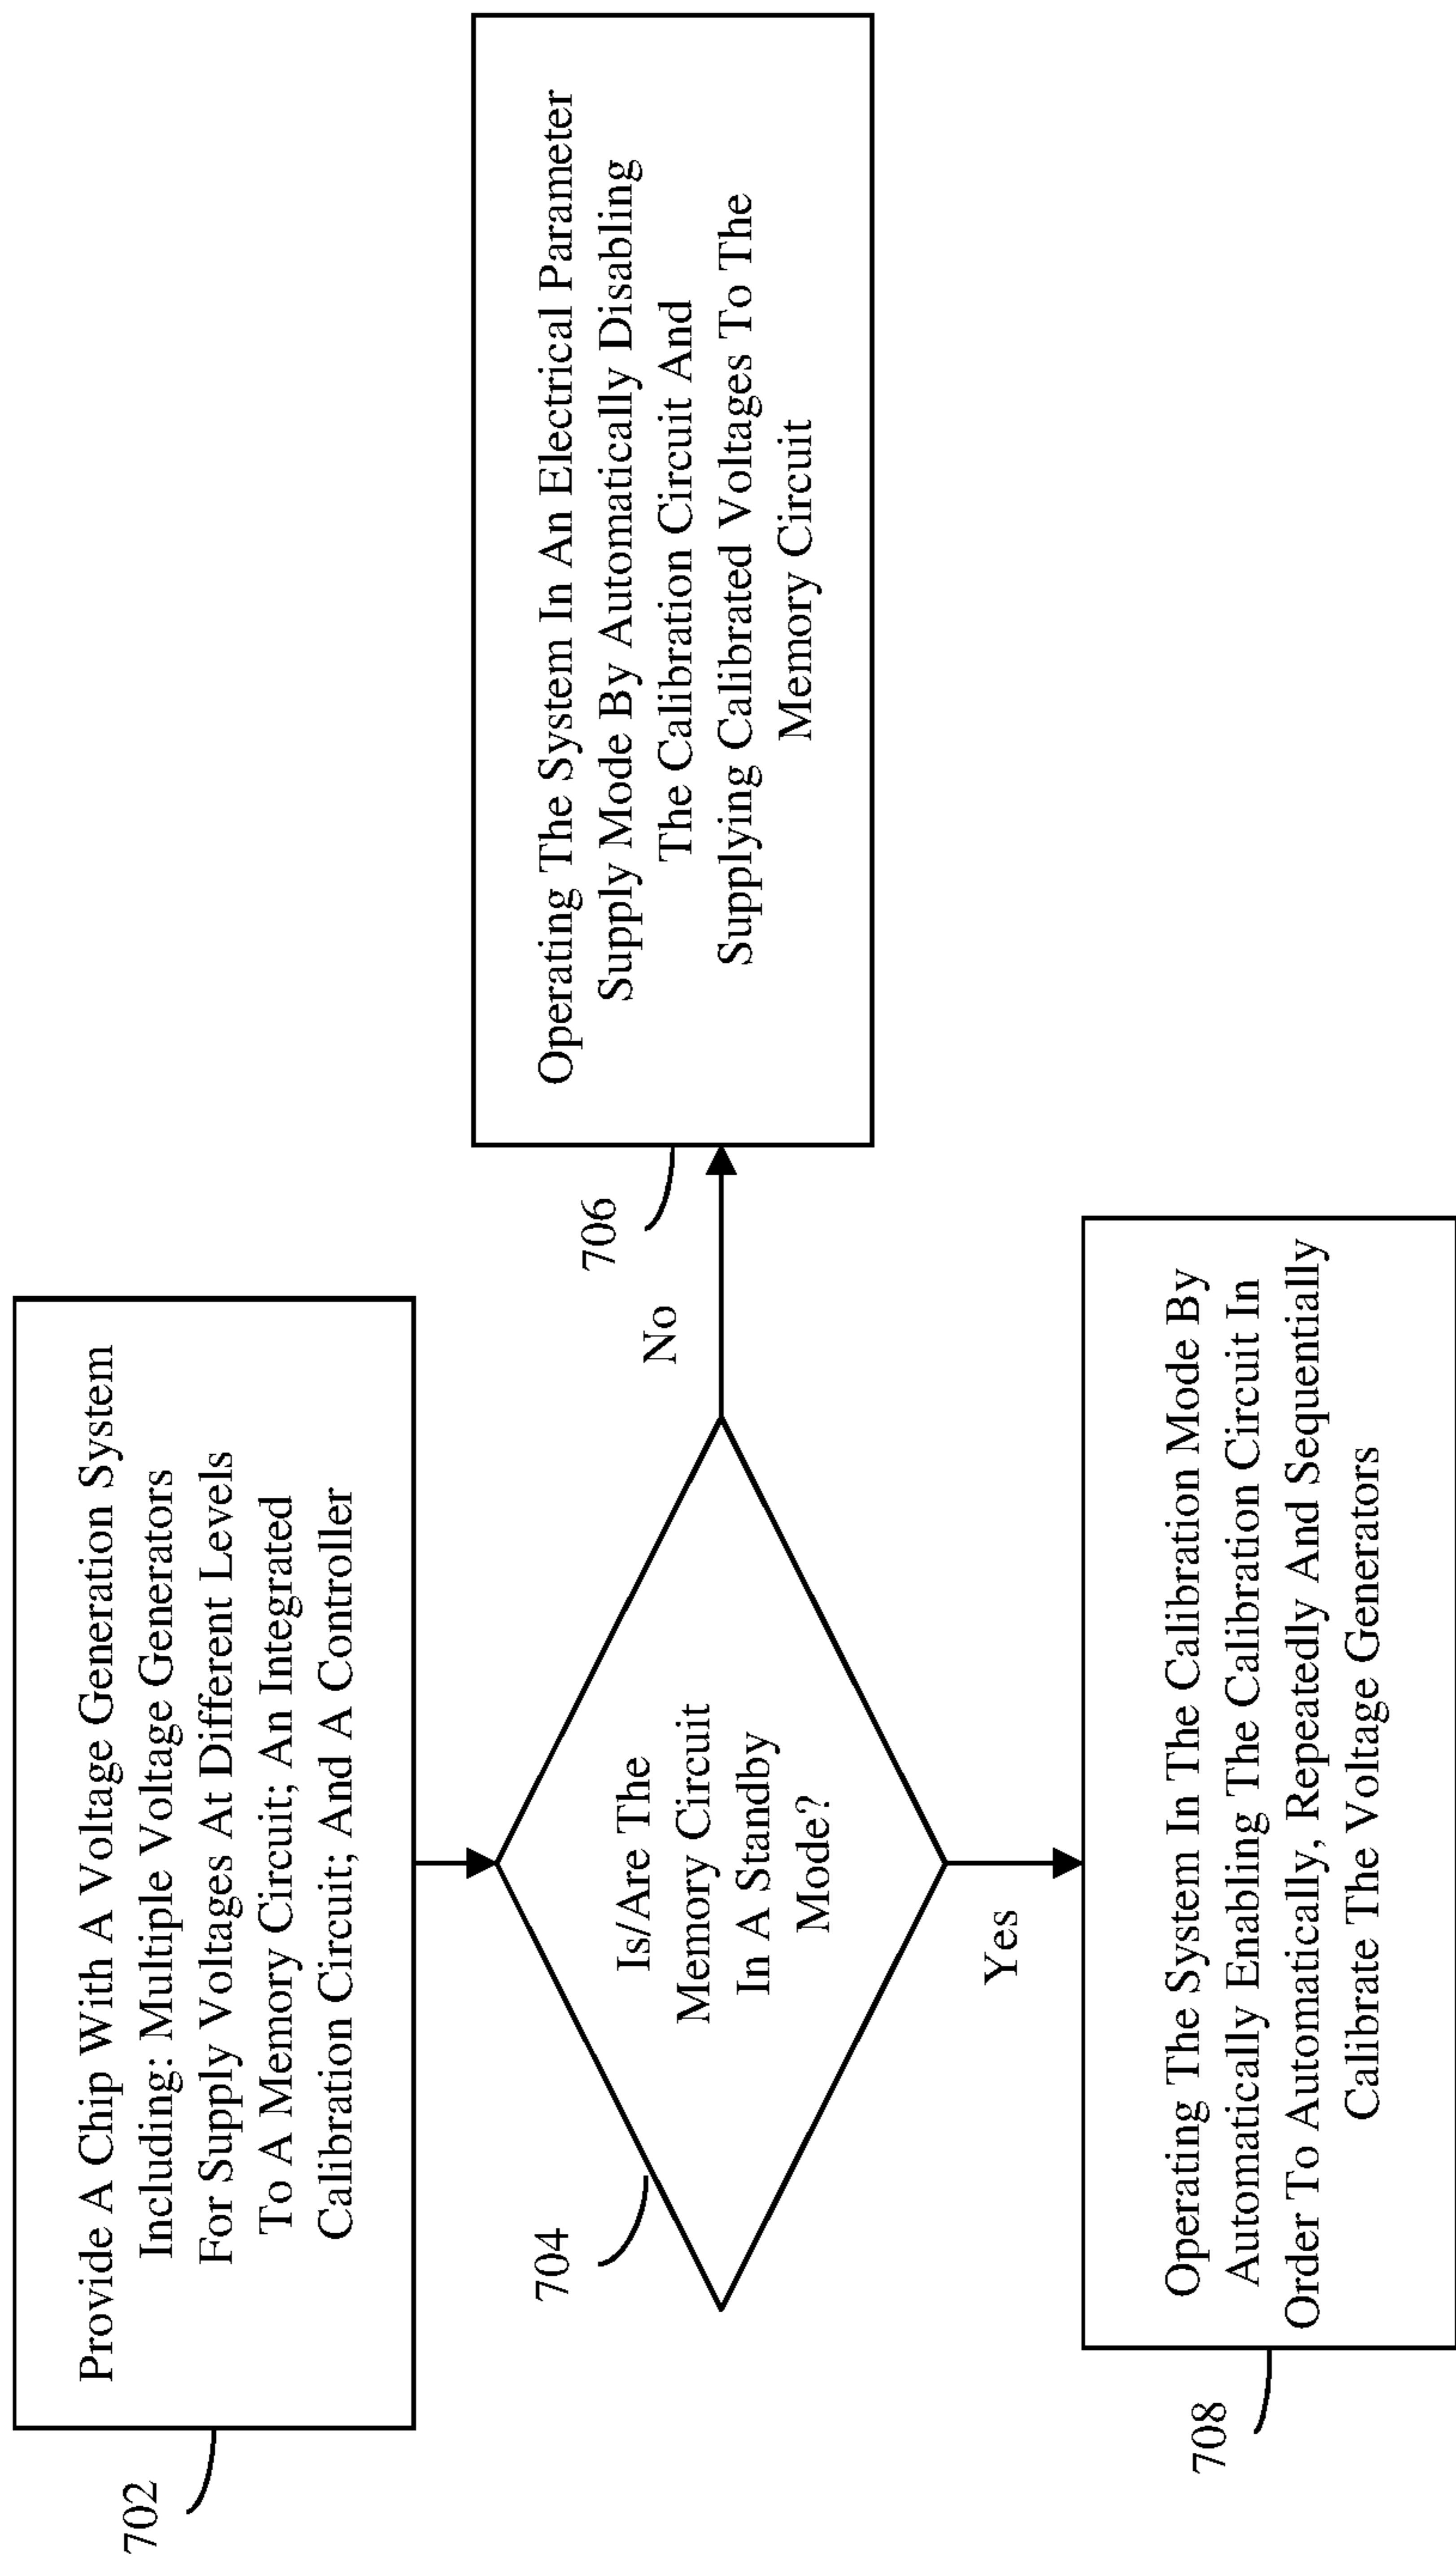 702
Provide A Chip With A Voltage Generation System
Including: Multiple Voltage Generators
For Supply Voltages At Different Levels
To A Memory Circuit; An Integrated
Calibration Circuit; And A Controller
704
Is/Are The
Memory Circuit
In A Standby
Mode?
No
706
Operating The System In An Electrical Parameter
Supply Mode By Automatically Disabling
The Calibration Circuit And
Supplying Calibrated Voltages To The
Memory Circuit
Yes
708
Operating The System In The Calibration Mode By
Automatically Enabling The Calibration Circuit In
Order To Automatically, Repeatedly And Sequentially
Calibrate The Voltage Generators